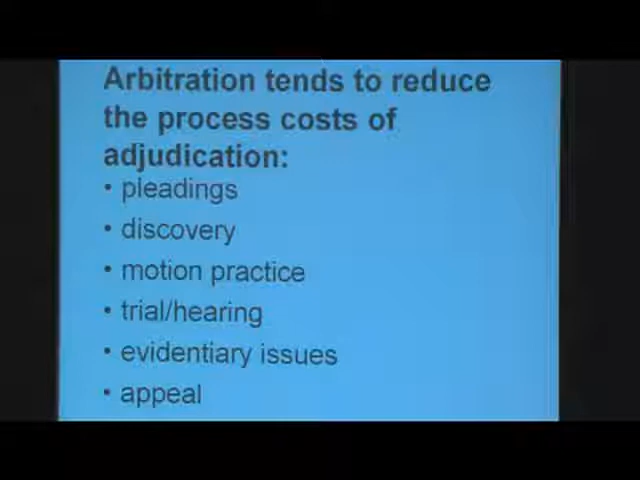 Arbitration tends to reduce
the process costs of
adjudication:
• pleadings
• discovery
• motion practice
• trial/hearing
• evidentiary issues
• appeal